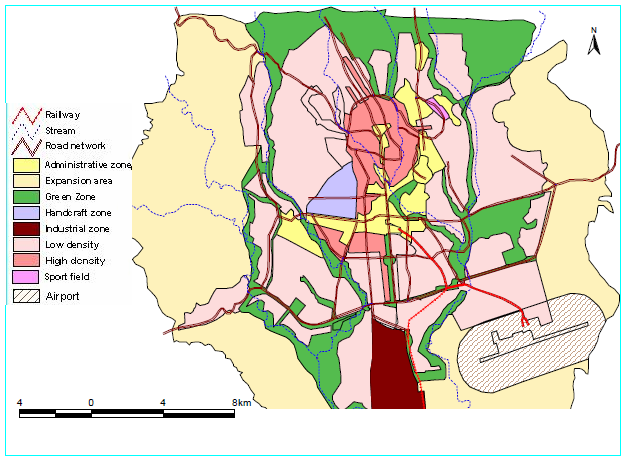 N
Railway
Stream
Road network
Administrative zone
Expansion area
Green Zone
Handcraft zone
Industrial zone
Low density
High density
Sport field
Airport
4 0 4 8km